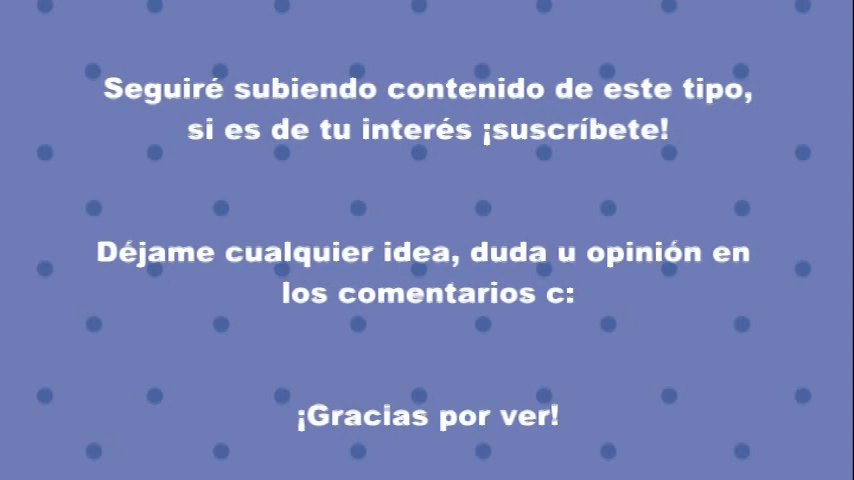 Seguiré subiendo contenido de este tipo,
si es de tu interés ¡suscríbete!
Déjame cualquier idea, duda u opinión en
los comentarios c:
¡Gracias por ver!